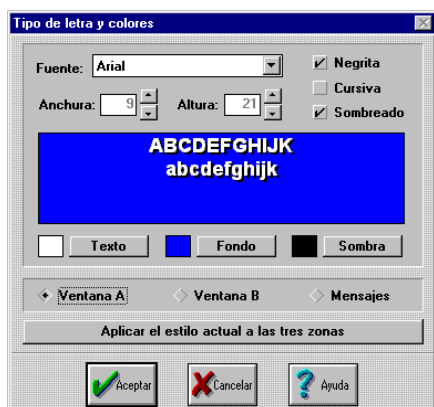 Tipo de letra y colores
Fuente: Arial Negrita
Cursiva
Anchura: 9 Altura: 21 Sombreado
ABCDEFGHIJK
abcdefghijk
Texto Fondo Sombra
Ventana A Ventana B Mensajes
Aplicar el estilo actual a las tres zonas
Aceptar Cancelar Ayuda